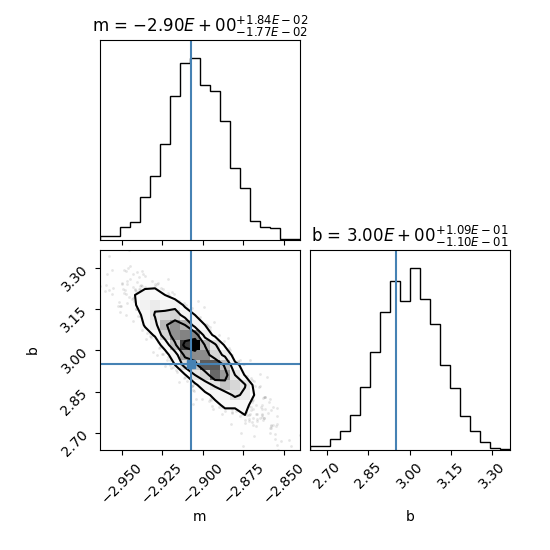 m = −2.90E + 00+1.84E − 02 −1.77E − 02
b = 3.00E + 00+1.09E − 01 −1.10E − 01
3.30
3.15
3.00
2.85
2.70
b
−2.950 −2.925 −2.900 −2.875 −2.850
m
2.70 2.85 3.00 3.15 3.30
b